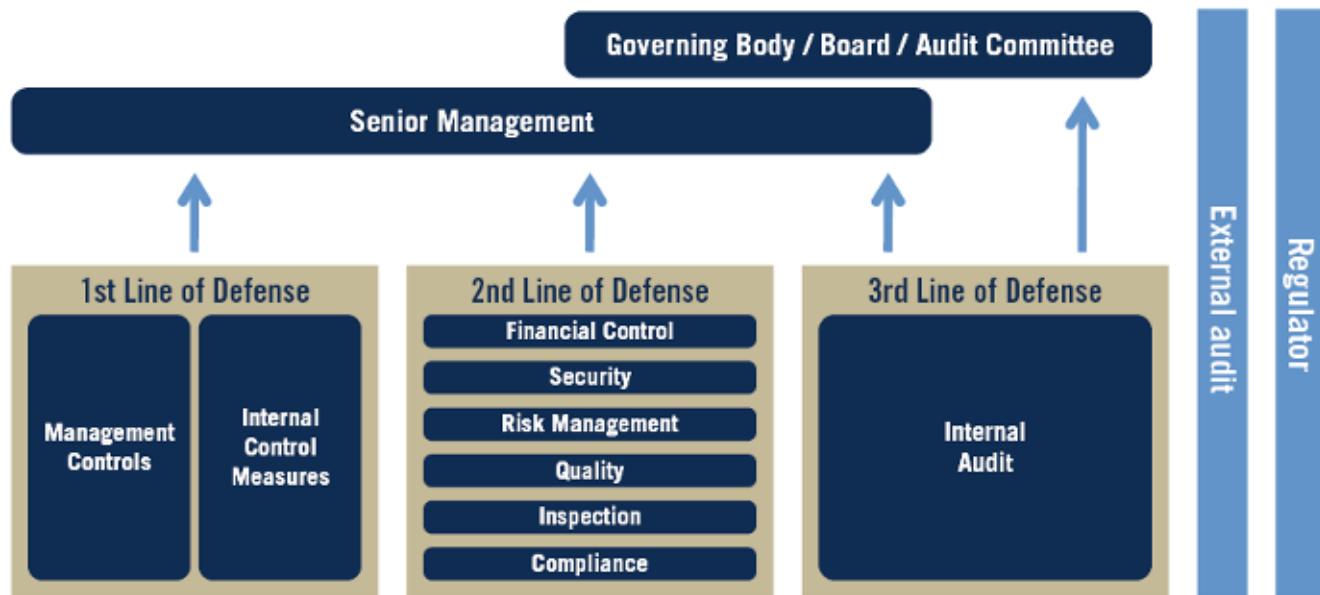 Governing Body / Board / Audit Committee
Senior Management
1st Line of Defense
Management
Controls
Internal
Control
Measures
2nd Line of Defense
Financial Control
Security
Risk Management
Quality
Inspection
Compliance
3rd Line of Defense
Internal
Audit
External audit
Regulator